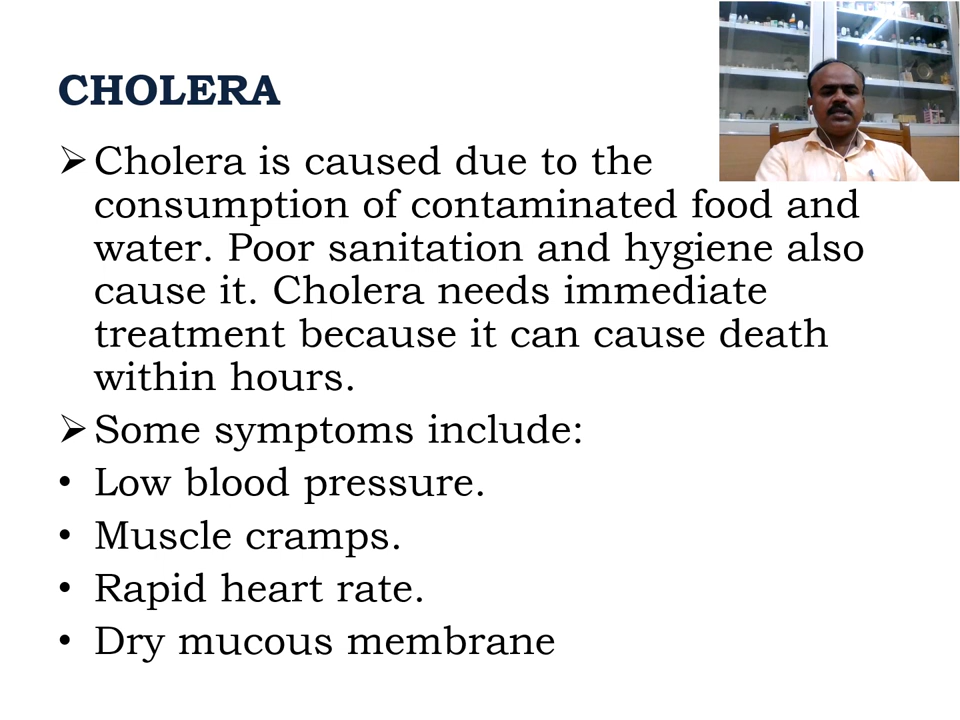 CHOLERA
➢ Cholera is caused due to the
consumption of contaminated food and
water. Poor sanitation and hygiene also
cause it. Cholera needs immediate
treatment because it can cause death
within hours.
➢ Some symptoms include:
• Low blood pressure.
• Muscle cramps.
• Rapid heart rate.
• Dry mucous membrane